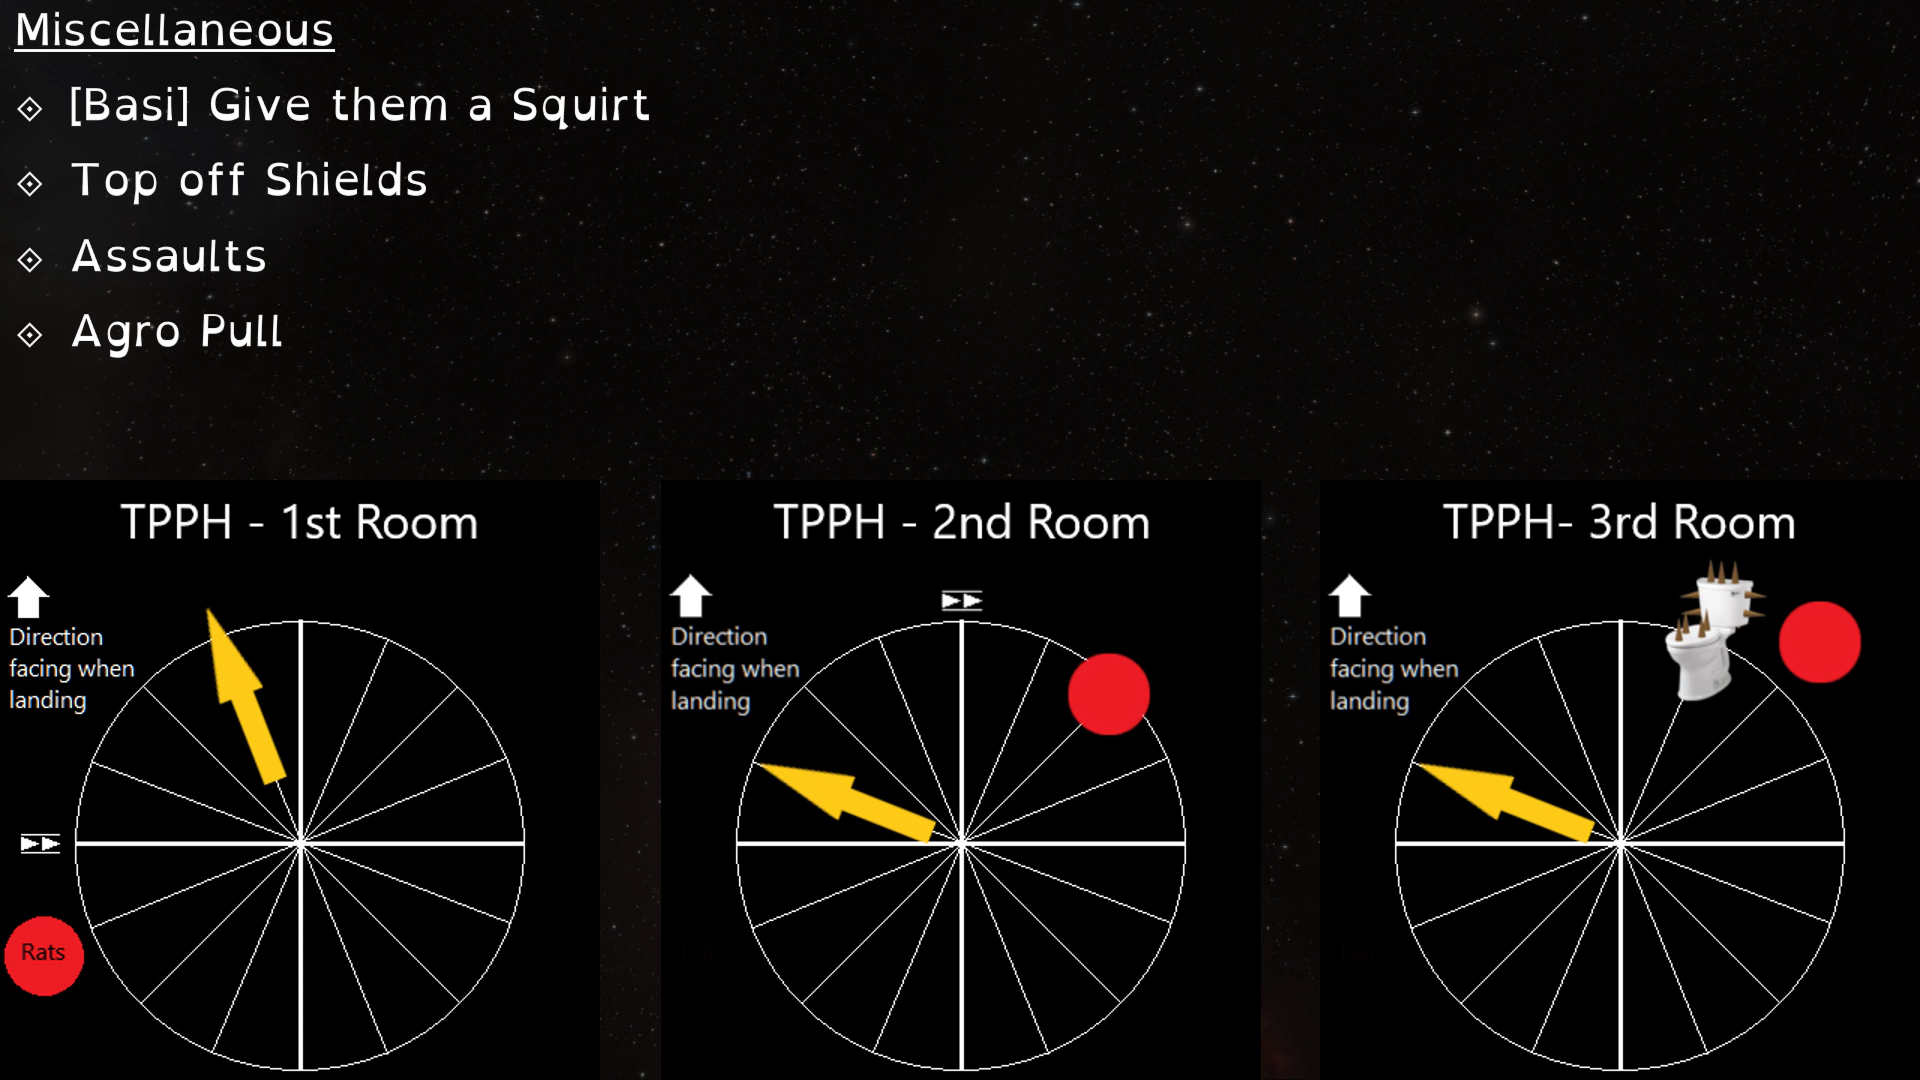 Miscellaneous
[Basi] Give them a Squirt
Top off Shields
Assaults
Agro Pull
TPPH - 1st Room
Direction
facing when
landing
Rats
TPPH - 2nd Room
Direction
facing when
landing
TPPH- 3rd Room
Direction
facing when
landing